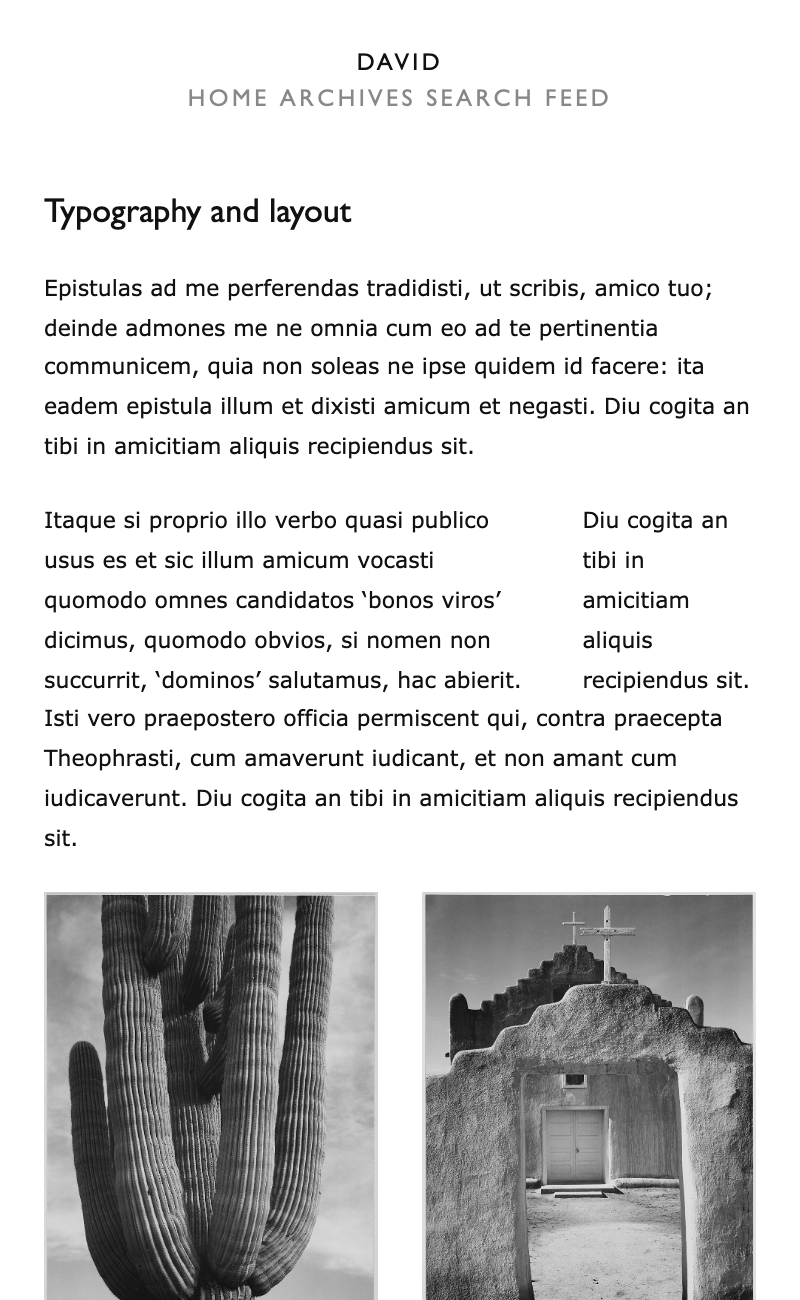 DAVID
HOME ARCHIVES SEARCH FEED
Typography and layout
Epistulas ad me perferendas tradidisti, ut scribis, amico tuo;
deinde admones me ne omnia cum eo ad te pertinentia
communicem, quia non soleas ne ipse quidem id facere: ita
eadem epistula illum et dixisti amicum et negasti. Diu cogita an
tibi in amicitiam aliquis recipiendus sit.
Itaque si proprio illo verbo quasi publico
usus es et sic illum amicum vocasti
quomodo omnes candidatos ‘bonos viros’
dicimus, quomodo obvios, si nomen non
succurrit, ‘dominos’ salutamus, hac abierit.
Diu cogita an
tibi in
amicitiam
aliquis
recipiendus sit.
Isti vero praepostero officia permiscent qui, contra praecepta
Theophrasti, cum amaverunt iudicant, et non amant cum
iudicaverunt. Diu cogita an tibi in amicitiam aliquis recipiendus
sit.